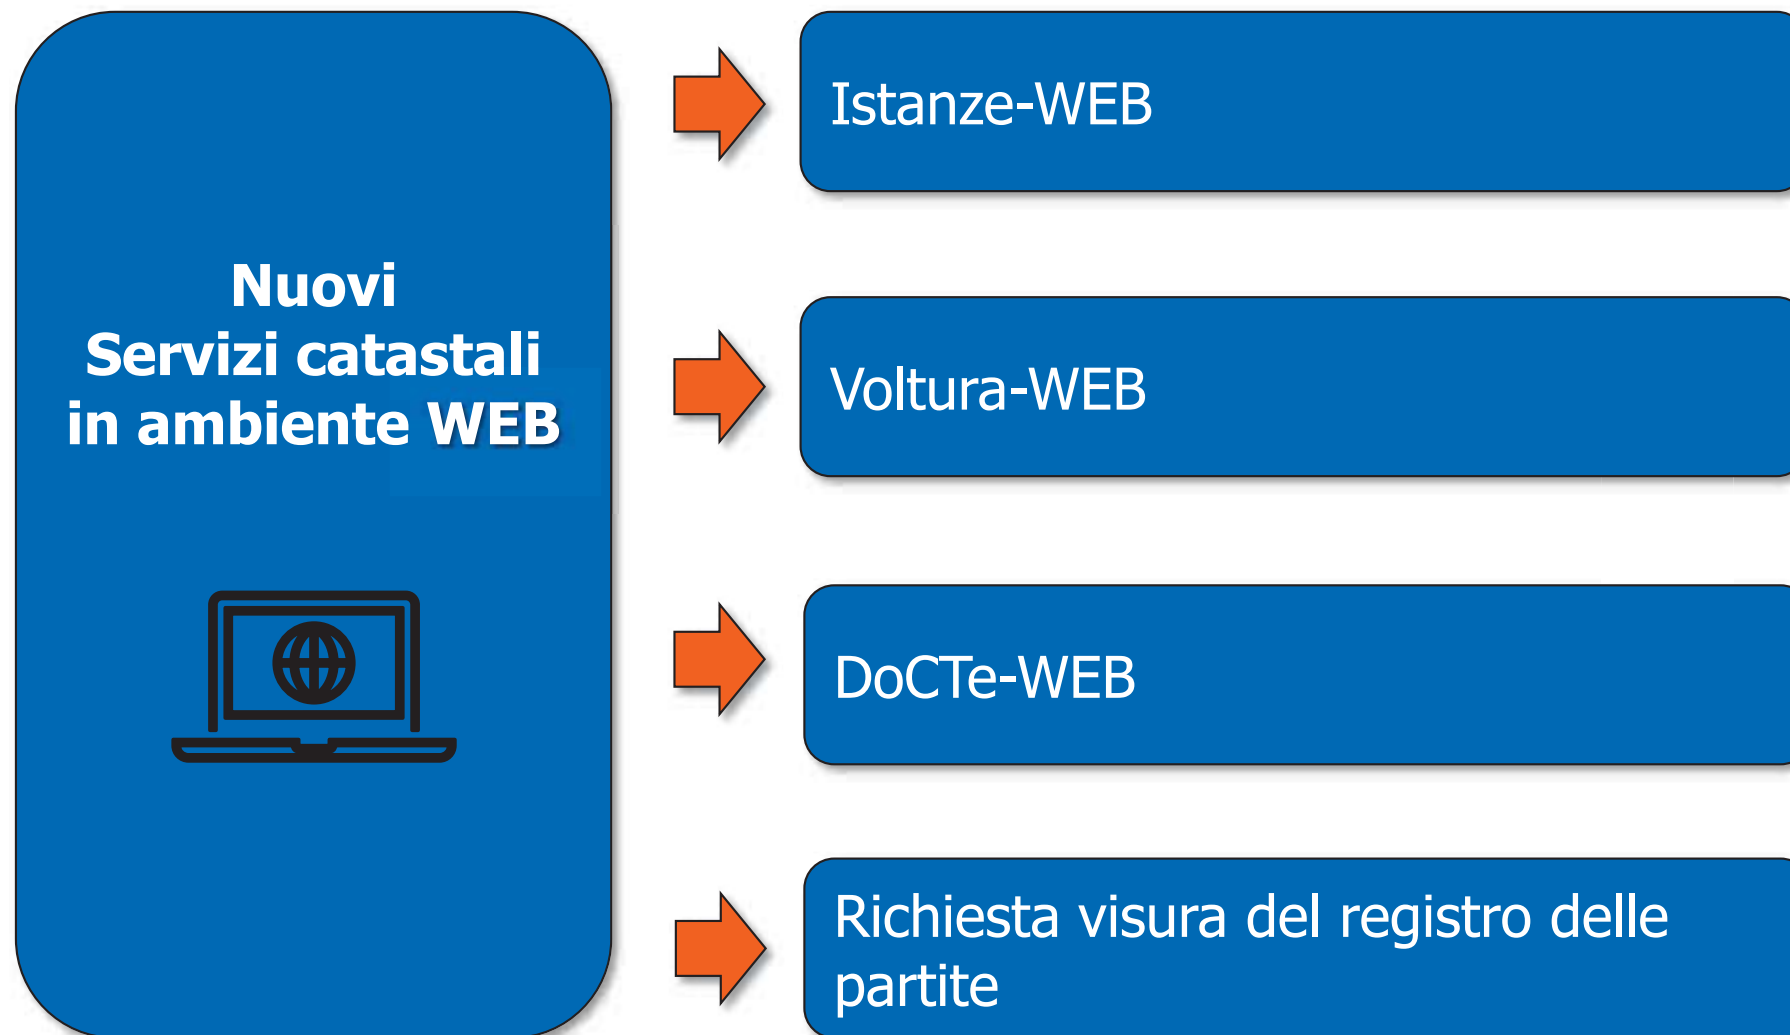 Nuovi
Servizi catastali
in ambiente WEB
Istanze-WEB
Voltura-WEB
DoCTe-WEB
Richiesta visura del registro delle
partite